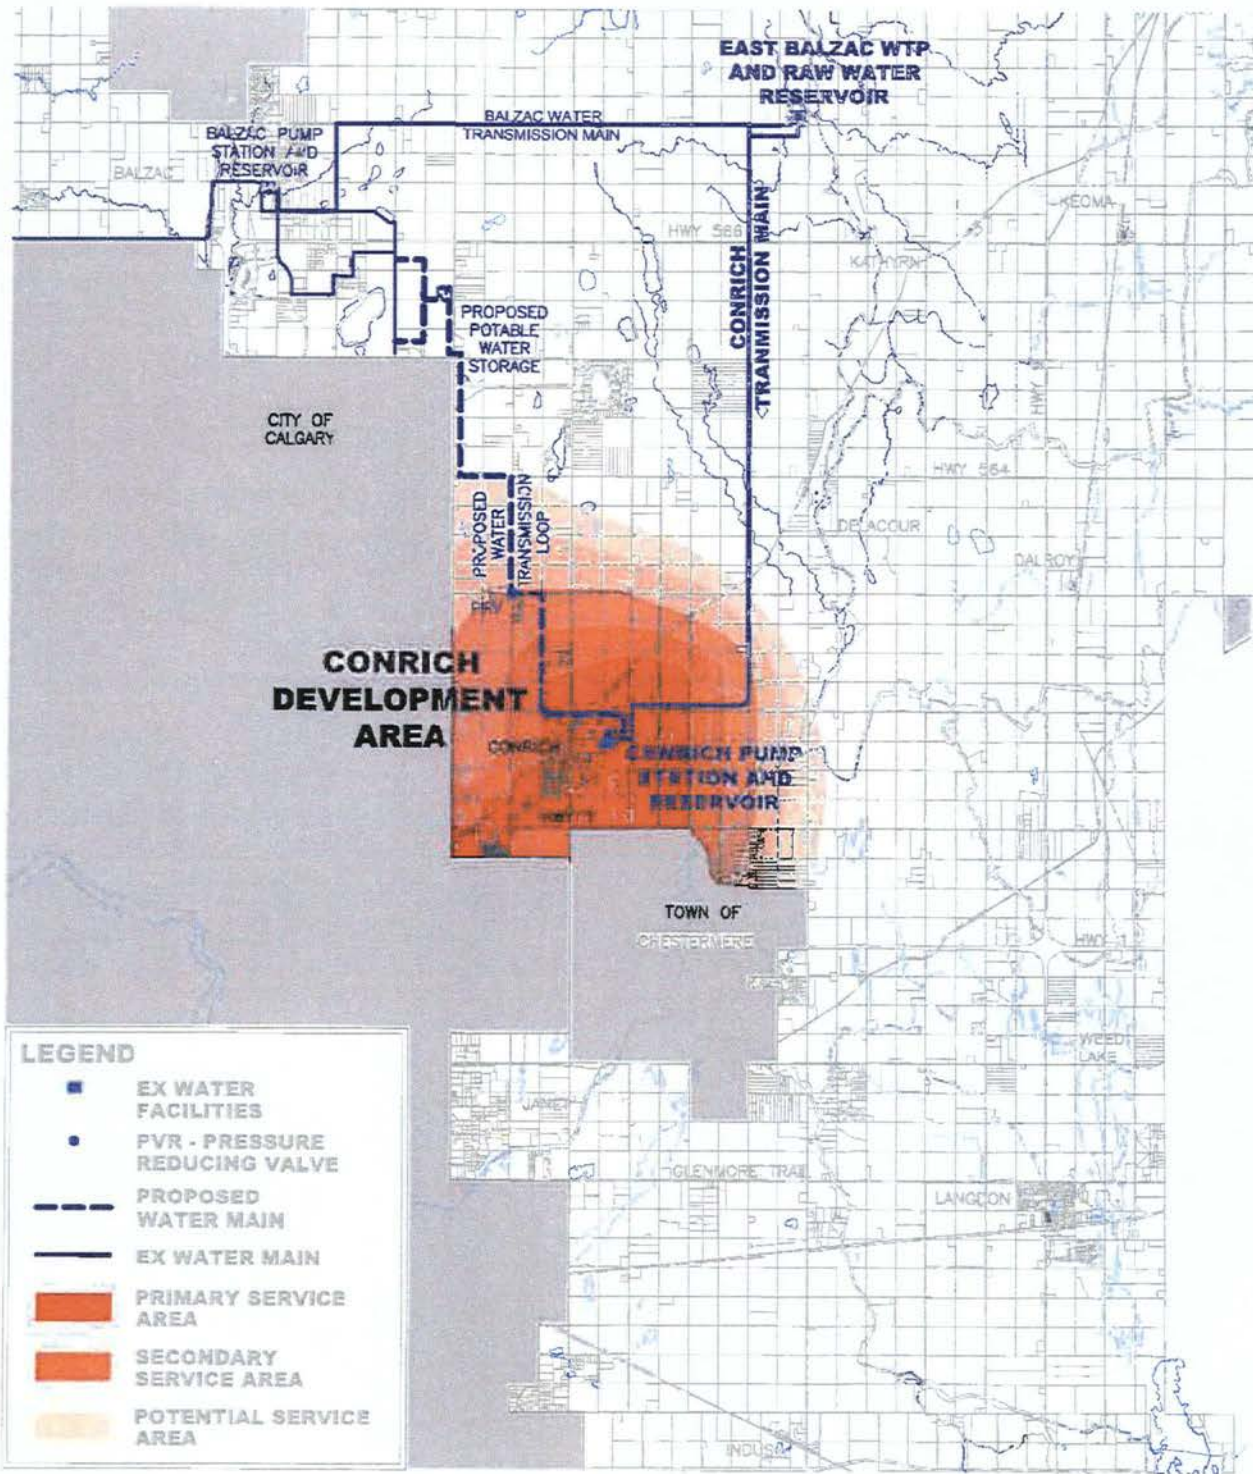 EAST BALZAC WTP
AND RAW WATER
RESERVOIR
BALZAC WATER
TRANSMISSION MAIN
BALZAC PUMP
STATION AND
RESERVOIR
BALZAC
KEOMA
HWY 566
KATHYRN
CONRICH
TRANMISSION MAIN
PROPOSED
POTABLE
WATER
STORAGE
CITY OF
CALGARY
HWY 564
PROPOSED
WATER
TRANSMISSION
LOOP
DELACOUR
DALROY
CONRICH
DEVELOPMENT
AREA
CONRICH
CONRICH PUMP
STATION AND
RESERVOIR
TOWN OF
CHESTERMERE
HWY 1
WEED
LAKE
JANET
GLENMORE TRAIL
LANGDON
INDUS
LEGEND
EX WATER
FACILITIES
PVR - PRESSURE
REDUCING VALVE
PROPOSED
WATER MAIN
EX WATER MAIN
PRIMARY SERVICE
AREA
SECONDARY
SERVICE AREA
POTENTIAL SERVICE
AREA